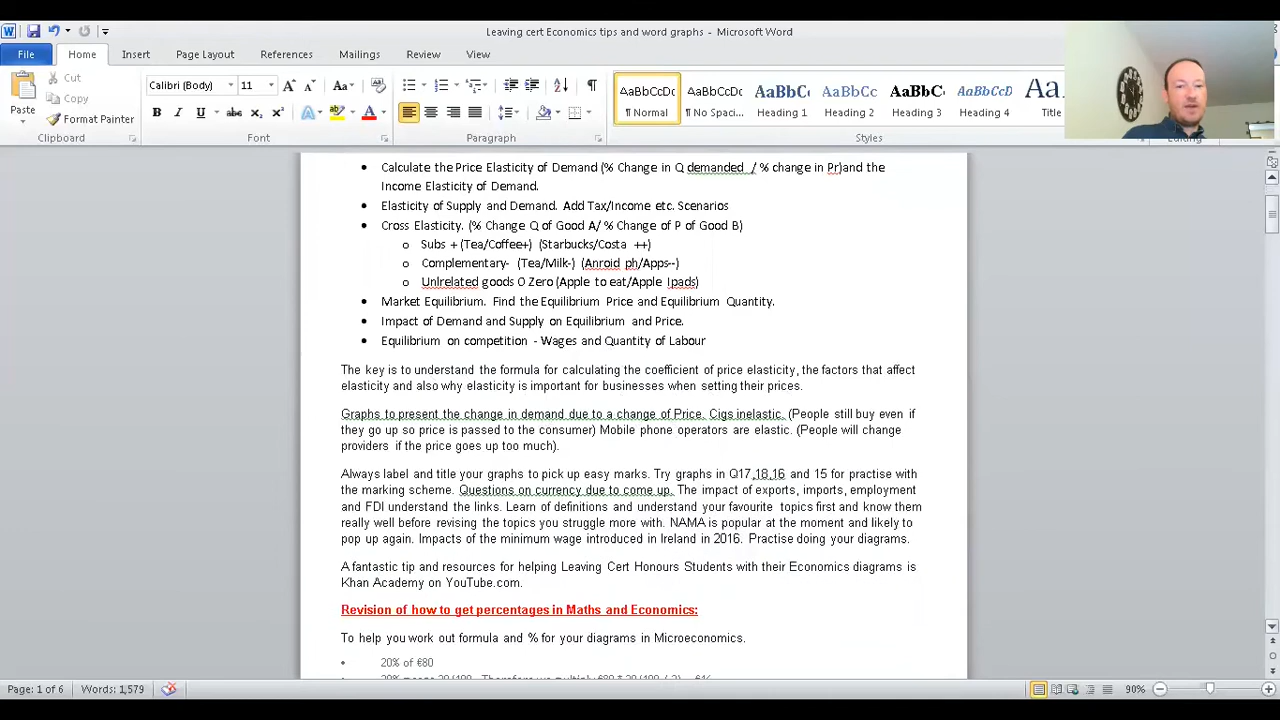 Leaving cert Economics tips and word graphs - Microsoft Word
File Home Insert Page Layout References Mailings Review View
Paste
Cut
Copy
Format Painter
Calibri (Body) 11
AaBbCcDc AaBbCcDc AaBbC( AaBbCc AaBbC AaBbCcI AaB
¶ Normal ¶ No Spaci... Heading 1 Heading 2 Heading 3 Heading 4 Title
Clipboard Font Paragraph Styles Editing
• Calculate the Price Elasticity of Demand (% Change in Q demanded / % change in Pr)and the
Income Elasticity of Demand.
• Elasticity of Supply and Demand. Add Tax/Income etc. Scenarios
• Cross Elasticity. (% Change Q of Good A/ % Change of P of Good B)
o Subs + (Tea/Coffee+) (Starbucks/Costa ++)
o Complementary- (Tea/Milk-) (Anroid ph/Apps--)
o Unlrelated goods 0 Zero (Apple to eat/Apple Ipads)
• Market Equilibrium. Find the Equilibrium Price and Equilibrium Quantity.
• Impact of Demand and Supply on Equilibrium and Price.
• Equilibrium on competition - Wages and Quantity of Labour
The key is to understand the formula for calculating the coefficient of price elasticity, the factors that affect
elasticity and also why elasticity is important for businesses when setting their prices.
Graphs to present the change in demand due to a change of Price. Cigs inelastic. (People still buy even if
they go up so price is passed to the consumer) Mobile phone operators are elastic. (People will change
providers if the price goes up too much).
Always label and title your graphs to pick up easy marks. Try graphs in Q17,18,16 and 15 for practise with
the marking scheme. Questions on currency due to come up. The impact of exports, imports, employment
and FDI understand the links. Learn of definitions and understand your favourite topics first and know them
really well before revising the topics you struggle more with. NAMA is popular at the moment and likely to
pop up again. Impacts of the minimum wage introduced in Ireland in 2016. Practise doing your diagrams.
A fantastic tip and resources for helping Leaving Cert Honours Students with their Economics diagrams is
Khan Academy on YouTube.com.
Revision of how to get percentages in Maths and Economics:
To help you work out formula and % for your diagrams in Microeconomics.
• 20% of €80
Page: 1 of 6 Words: 1,579 90%